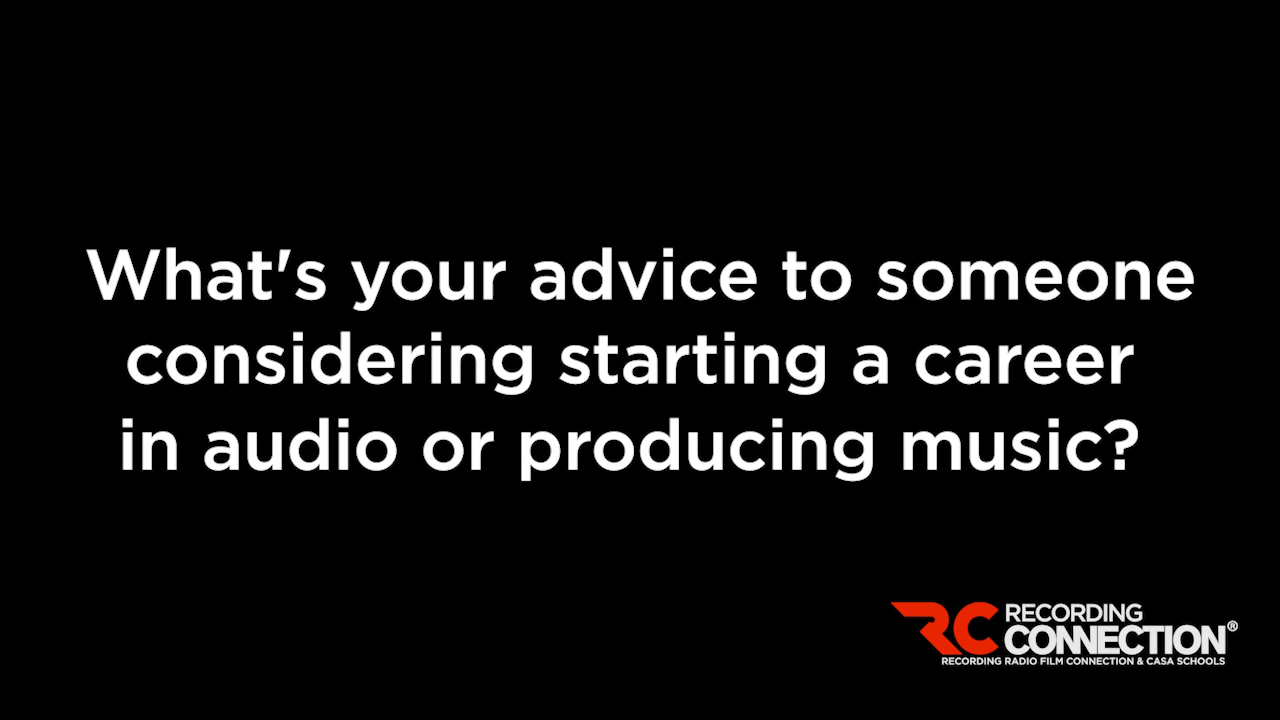 What's your advice to someone
considering starting a career
in audio or producing music?
RC RECORDING
CONNECTION®
RECORDING RADIO FILM CONNECTION & CASA SCHOOLS